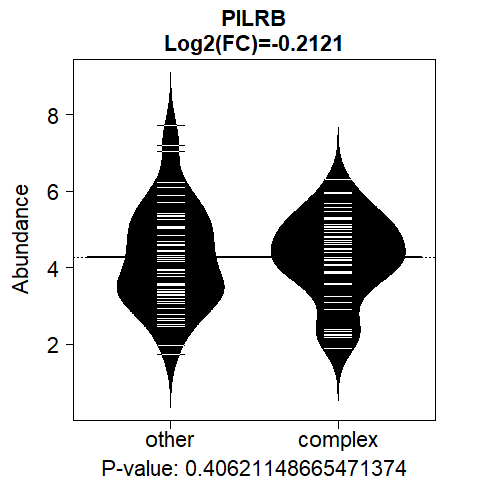 PILRB
Log2(FC)=-0.2121
Abundance
8
6
4
2
other complex
P-value: 0.40621148665471374